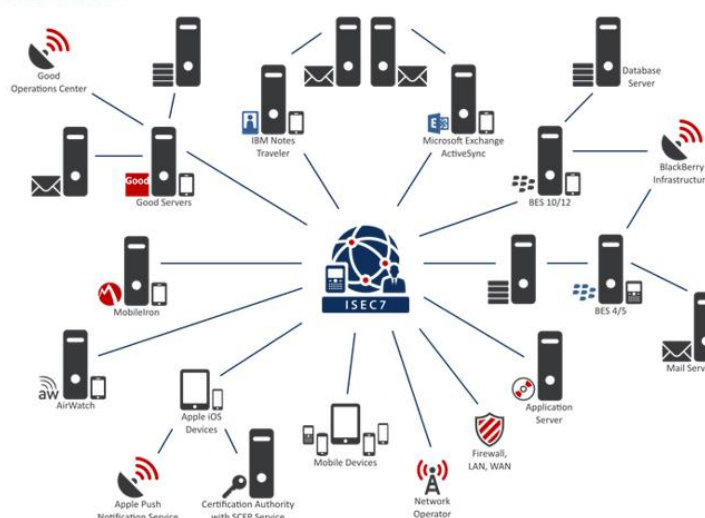 Good
Operations Center
Database
Server
IBM Notes
Traveler
Microsoft Exchange
ActiveSync
E
BlackBerry
Infrastructure
Good
Good Servers
BES 10/12
ISEC7
MobileIron
BES 4/5
Mail
aw
AirWatch
Apple iOS
Devices
Application
Server
Mobile Devices
Firewall,
LAN, WAN
Apple Push
Notification Service
Certification Authority
with SCEP Service
Network
Operator